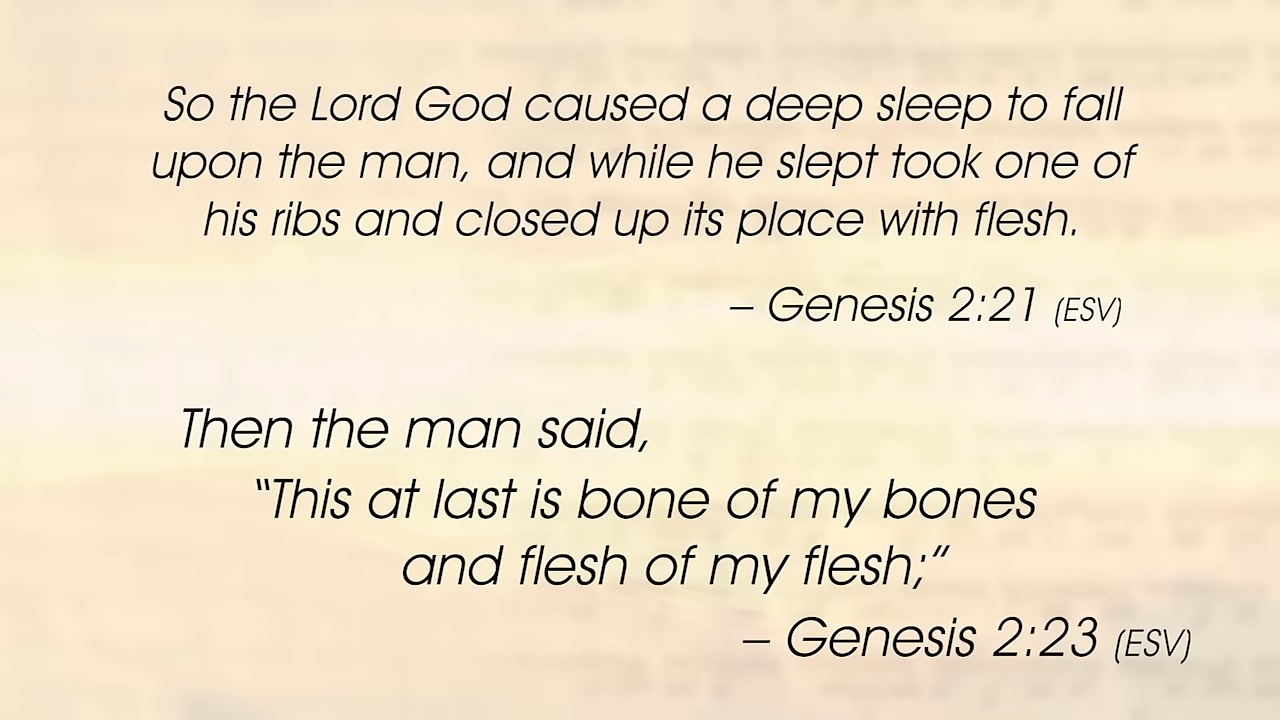 So the Lord God caused a deep sleep to fall
upon the man, and while he slept took one of
his ribs and closed up its place with flesh.
– Genesis 2:21 (ESV)
Then the man said,
“This at last is bone of my bones
and flesh of my flesh;”
– Genesis 2:23 (ESV)